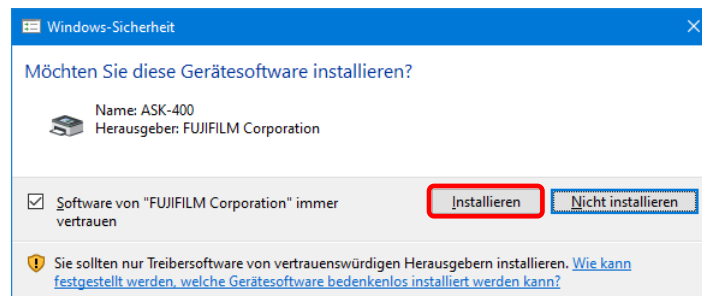 Windows-Sicherheit
Möchten Sie diese Gerätesoftware installieren?
Name: ASK-400
Herausgeber: FUJIFILM Corporation
Software von "FUJIFILM Corporation" immer
vertrauen
Installieren
Nicht installieren
Sie sollten nur Treibersoftware von vertrauenswürdigen Herausgebern installieren. Wie kann
festgestellt werden, welche Gerätesoftware bedenkenlos installiert werden kann?